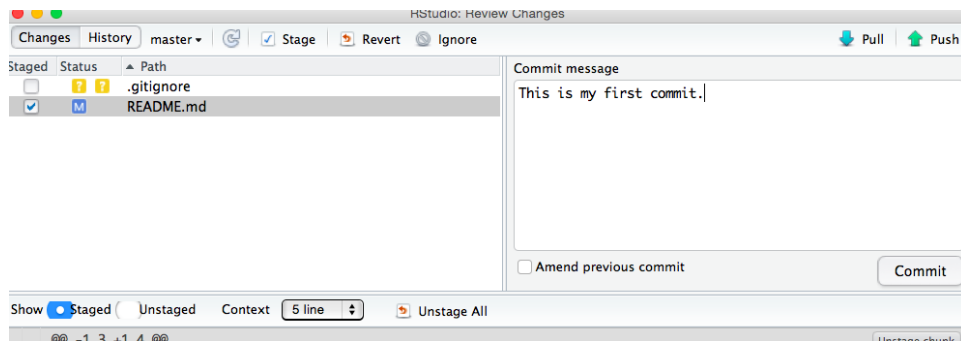 RStudio: Review Changes
Changes History master Stage Revert Ignore Pull Push
Staged Status Path
? ? .gitignore
M README.md
Commit message
This is my first commit.
Amend previous commit
Commit
Show Staged Unstaged Context 5 line Unstage All
@@ -1,3 +1,4 @@
Unstage chunk